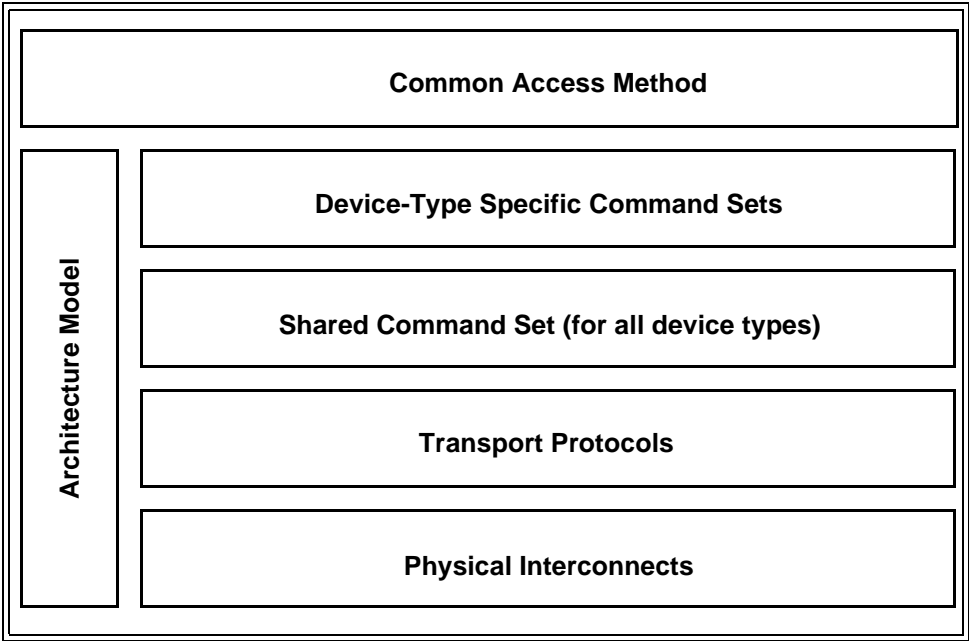 Common Access Method
Architecture Model
Device-Type Specific Command Sets
Shared Command Set (for all device types)
Transport Protocols
Physical Interconnects